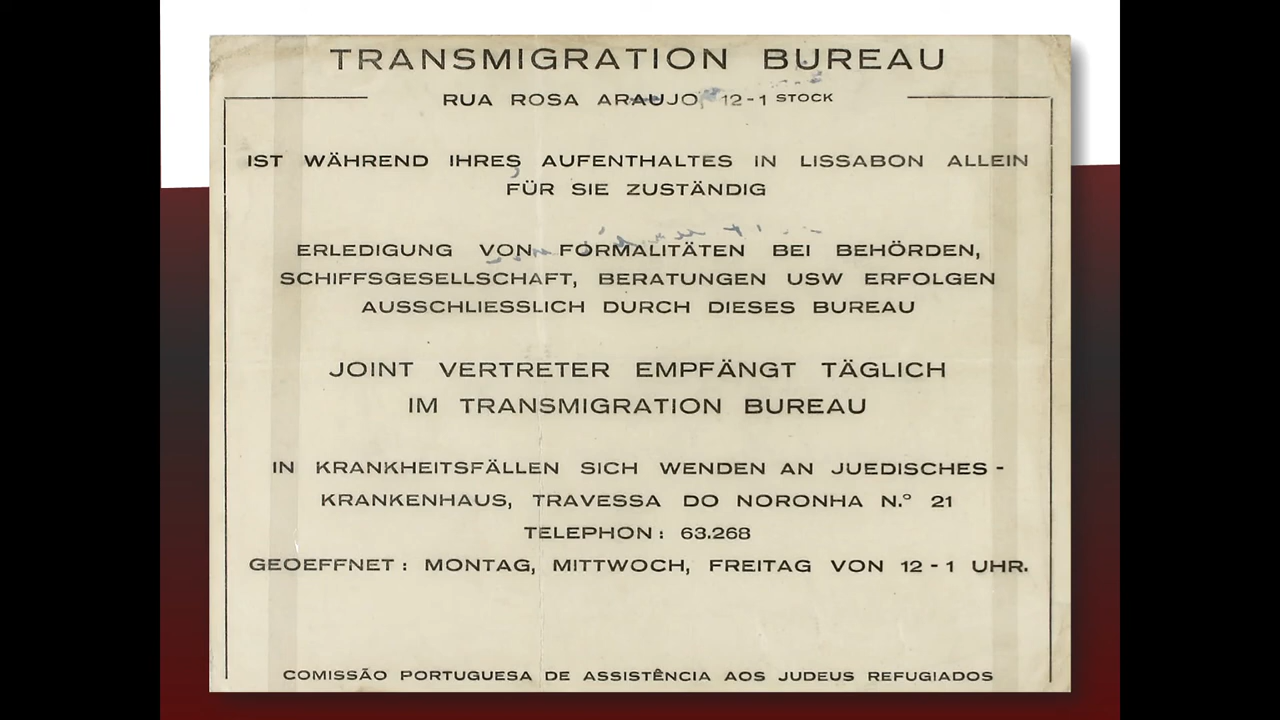 TRANSMIGRATION BUREAU
RUA ROSA ARAUJO, 12-1 STOCK
IST WÄHREND IHRES AUFENTHALTES IN LISSABON ALLEIN
FÜR SIE ZUSTÄNDIG
ERLEDIGUNG VON FORMALITÄTEN BEI BEHÖRDEN,
SCHIFFSGESELLSCHAFT, BERATUNGEN USW ERFOLGEN
AUSSCHLIESSLICH DURCH DIESES BUREAU
JOINT VERTRETER EMPFÄNGT TÄGLICH
IM TRANSMIGRATION BUREAU
IN KRANKHEITSFÄLLEN SICH WENDEN AN JUEDISCHES-
KRANKENHAUS, TRAVESSA DO NORONHA N.º 21
TELEPHON: 63.268
GEOEFFNET: MONTAG, MITTWOCH, FREITAG VON 12-1 UHR.
COMISSÃO PORTUGUESA DE ASSISTÊNCIA AOS JUDEUS REFUGIADOS